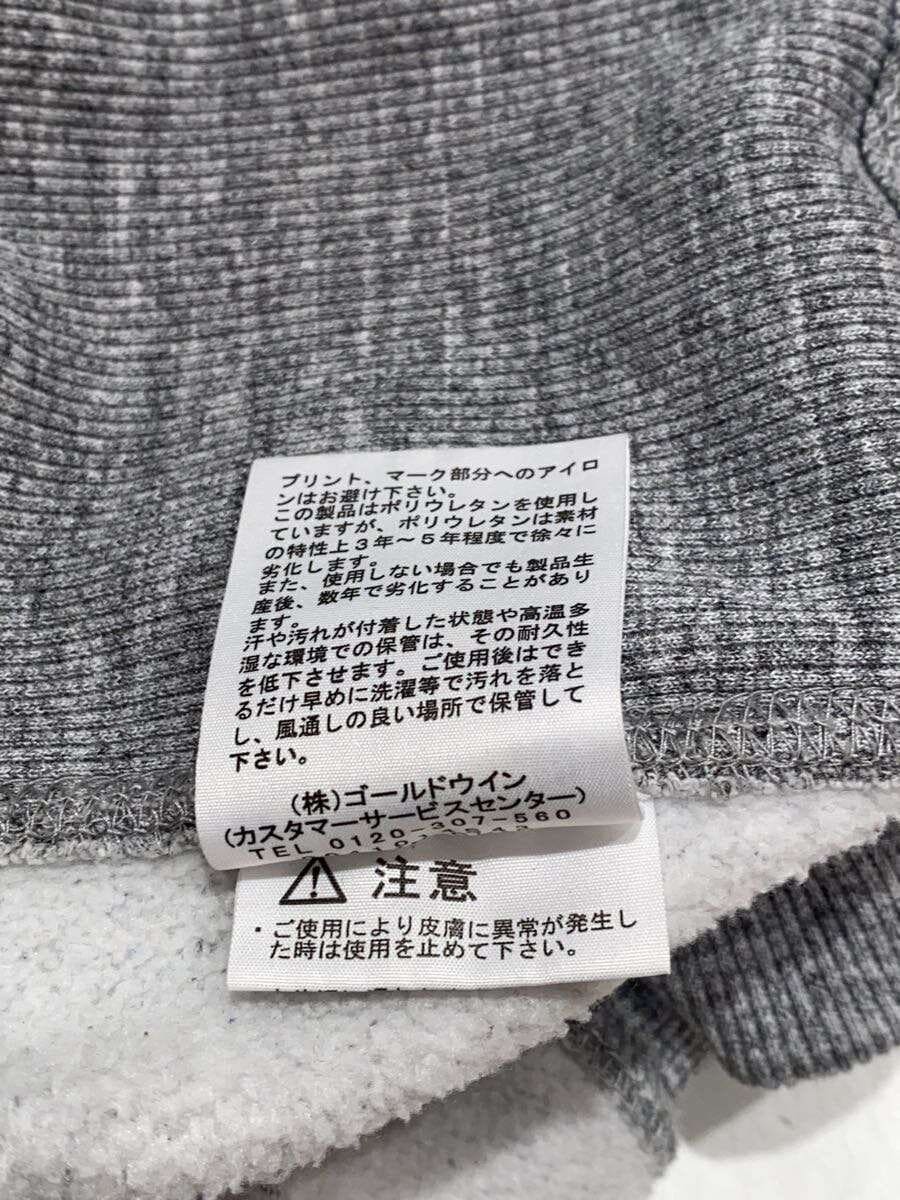 プリント、マーク部分へのアイロ
ンはお避け下さい。
この製品はポリウレタンを使用し
ていますが、ポリウレタンは素材
の特性上3年~5年程度で徐々に
劣化します。
また、使用しない場合でも製品生
産後、数年で劣化することがあり
ます。
汗や汚れが付着した状態や高温多
湿な環境での保管は、その耐久性
を低下させます。ご使用後はでき
るだけ早めに洗濯等で汚れを落と
し、風通しの良い場所で保管して
下さい。
(株)ゴールドウイン
(カスタマーサービスセンター)
TEL 0120-307-560
注意
・ご使用により皮膚に異常が発生し
た時は使用を止めて下さい。